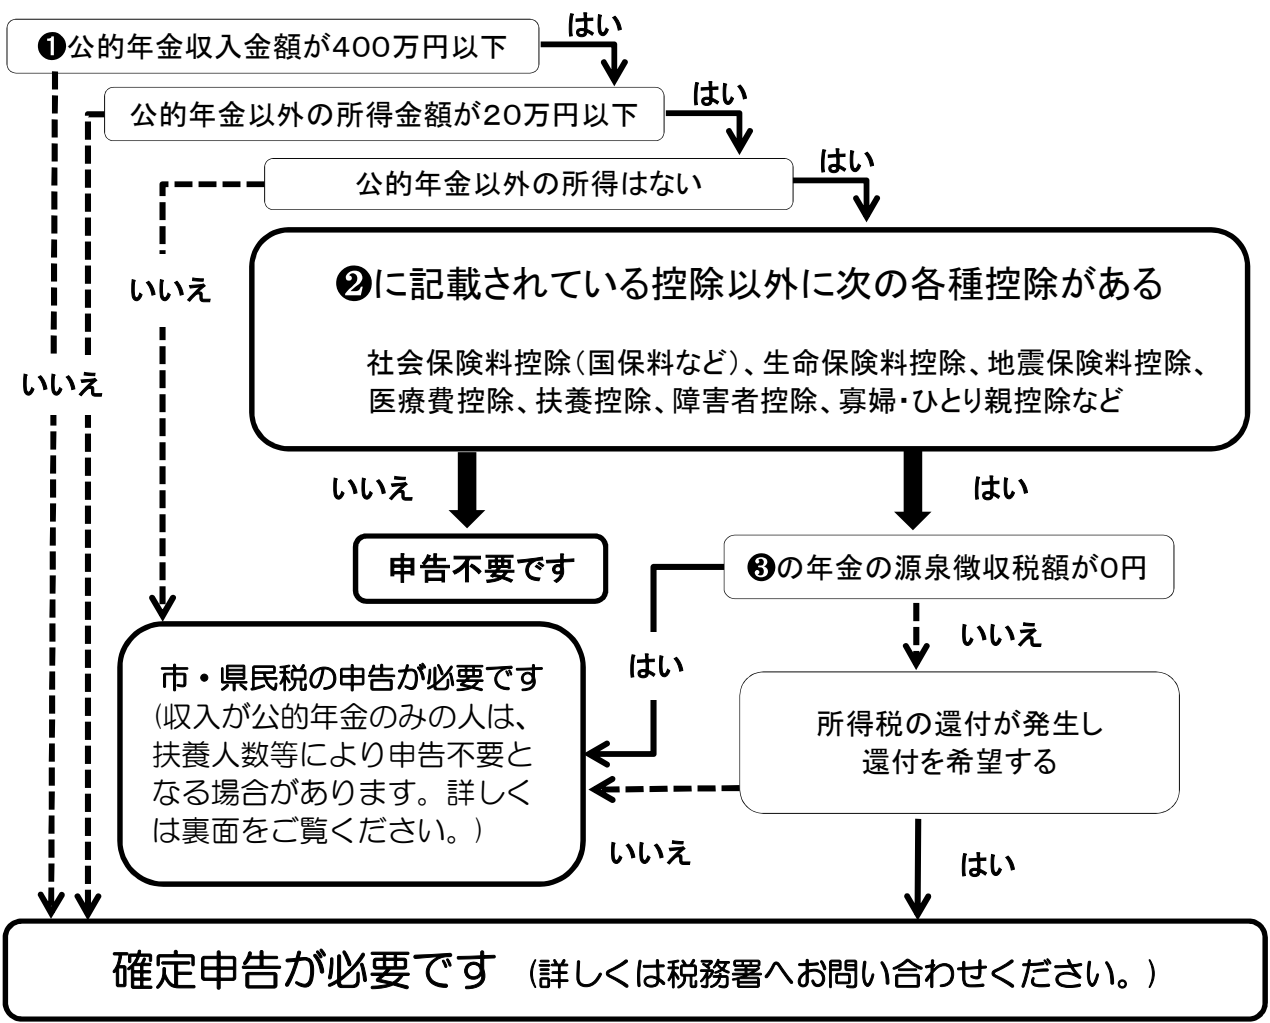 はい
❶公的年金収入金額が400万円以下
はい
公的年金以外の所得金額が20万円以下
はい
公的年金以外の所得はない
❷に記載されている控除以外に次の各種控除がある
いいえ
社会保険料控除(国保料など)、生命保険料控除、地震保険料控除、
医療費控除、扶養控除、障害者控除、寡婦・ひとり親控除など
いいえ
いいえ
はい
申告不要です
❸の年金の源泉徴収税額が0円
いいえ
はい
市・県民税の申告が必要です
(収入が公的年金のみの人は、
扶養人数等により申告不要と
なる場合があります。詳しく
は裏面をご覧ください。)
所得税の還付が発生し
還付を希望する
いいえ
はい
確定申告が必要です (詳しくは税務署へお問い合わせください。)